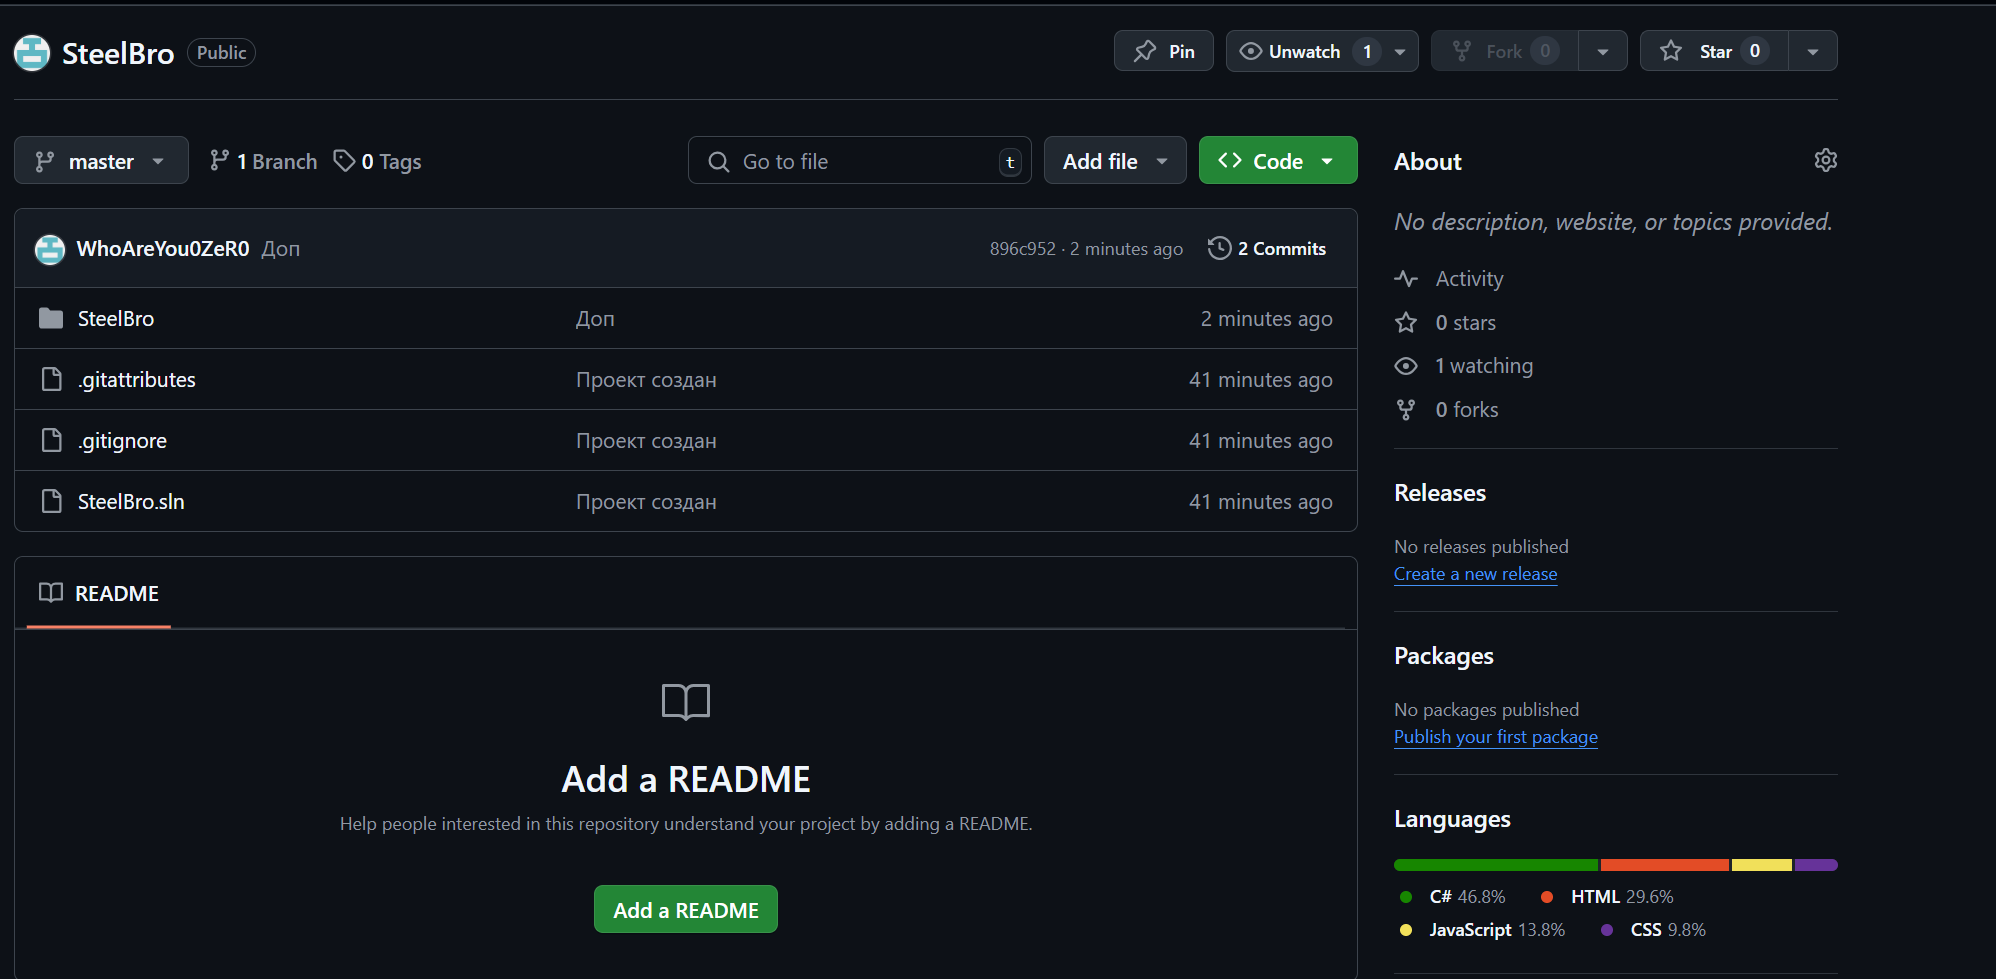 SteelBro Public
Pin Unwatch 1 Fork 0 Star 0
master 1 Branch 0 Tags
Go to file t Add file Code
WhoAreYou0ZeR0 Доп 896c952 · 2 minutes ago 2 Commits
SteelBro Доп 2 minutes ago
.gitattributes Проект создан 41 minutes ago
.gitignore Проект создан 41 minutes ago
SteelBro.sln Проект создан 41 minutes ago
README
Add a README
Help people interested in this repository understand your project by adding a README.
Add a README
About
No description, website, or topics provided.
Activity
0 stars
1 watching
0 forks
Releases
No releases published
Create a new release
Packages
No packages published
Publish your first package
Languages
C# 46.8% HTML 29.6%
JavaScript 13.8% CSS 9.8%